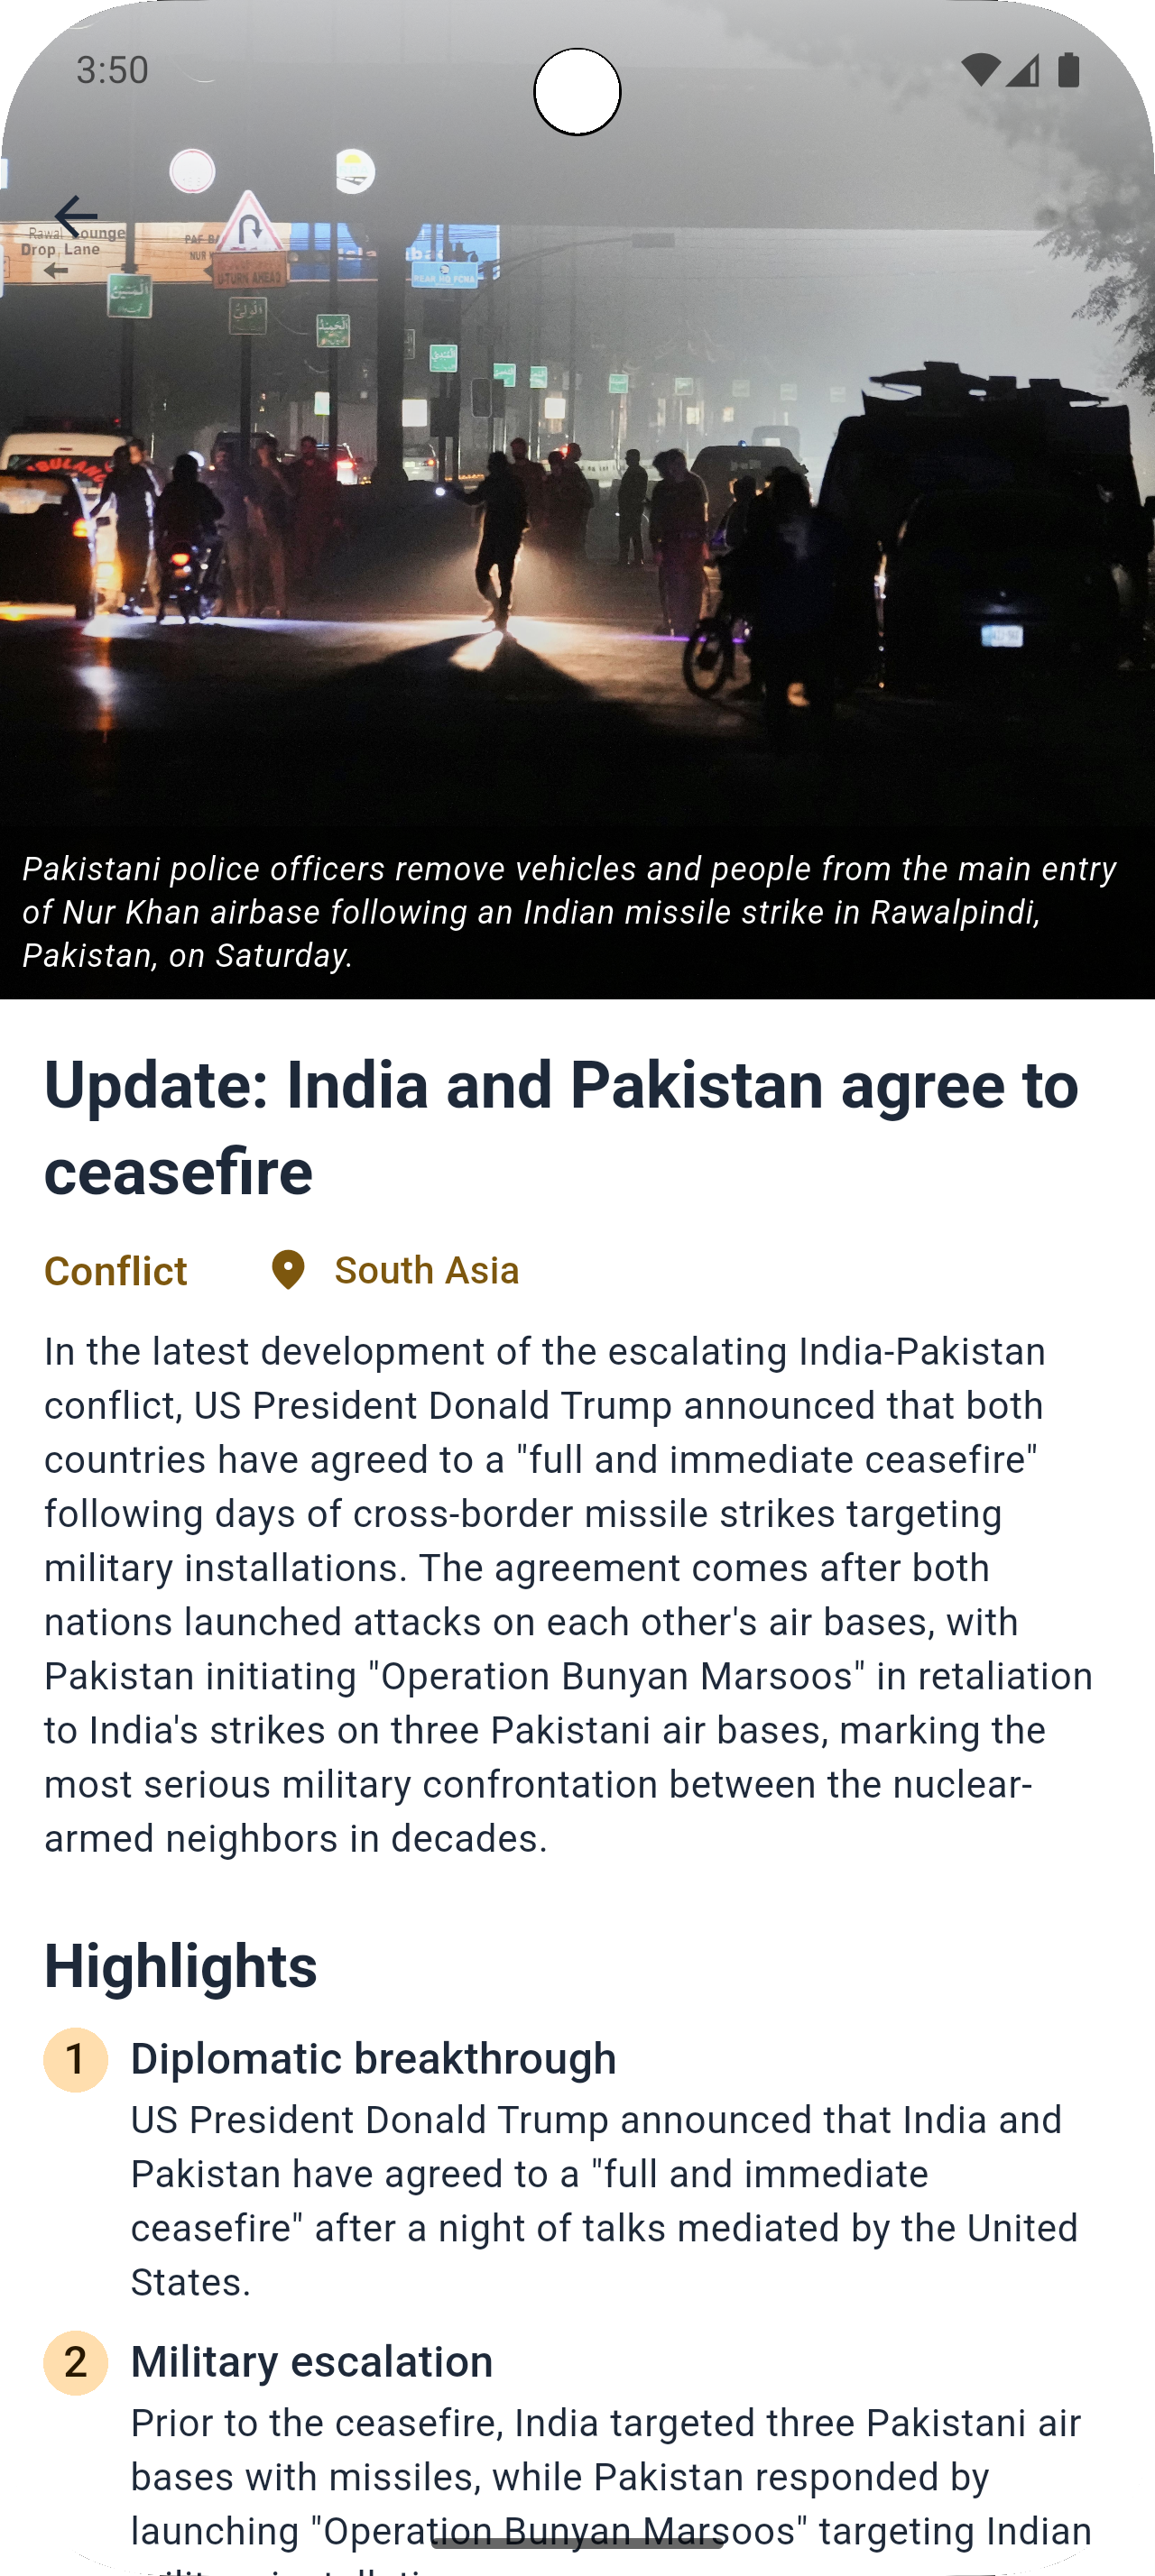 3:50
Rawal Lounge
Drop Lane
PAF
NUR
U-TURN AHEAD
AMBULANC
Pakistani police officers remove vehicles and people from the main entry
of Nur Khan airbase following an Indian missile strike in Rawalpindi,
Pakistan, on Saturday.
Update: India and Pakistan agree to
ceasefire
Conflict
South Asia
In the latest development of the escalating India-Pakistan
conflict, US President Donald Trump announced that both
countries have agreed to a "full and immediate ceasefire"
following days of cross-border missile strikes targeting
military installations. The agreement comes after both
nations launched attacks on each other's air bases, with
Pakistan initiating "Operation Bunyan Marsoos" in retaliation
to India's strikes on three Pakistani air bases, marking the
most serious military confrontation between the nuclear-
armed neighbors in decades.
Highlights
1 Diplomatic breakthrough
US President Donald Trump announced that India and
Pakistan have agreed to a "full and immediate
ceasefire" after a night of talks mediated by the United
States.
2 Military escalation
Prior to the ceasefire, India targeted three Pakistani air
bases with missiles, while Pakistan responded by
launching "Operation Bunyan Marsoos" targeting Indian